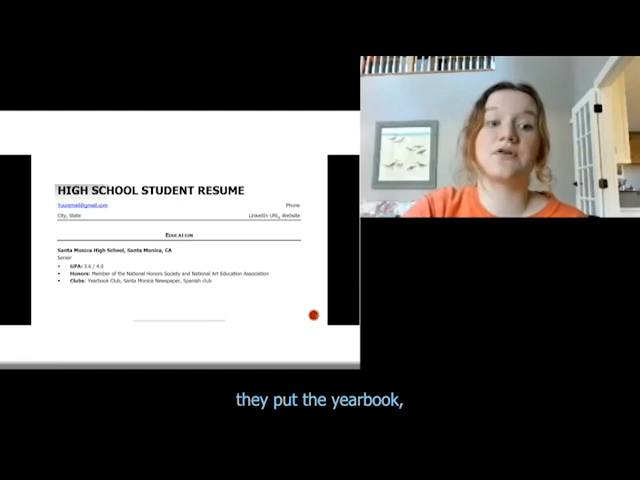 HIGH SCHOOL STUDENT RESUME
Youremail@gmail.com Phone
City, State LinkedIn URL, Website
EDUCATION
Santa Monica High School, Santa Monica, CA
Senior
• GPA: 3.6 / 4.0
• Honors: Member of the National Honors Society and National Art Education Association
• Clubs: Yearbook Club, Santa Monica Newspaper, Spanish club
they put the yearbook,